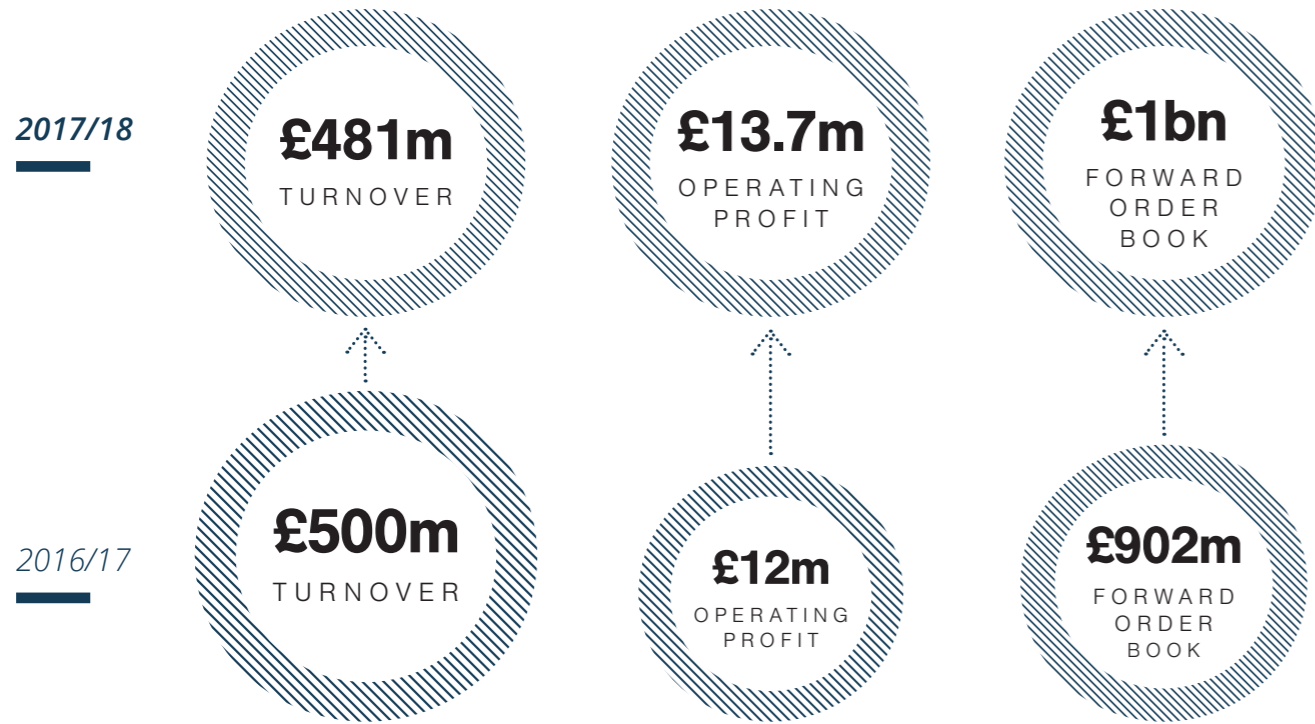 2017/18
£481m
TURNOVER
£13.7m
OPERATING
PROFIT
£1bn
FORWARD
ORDER
BOOK
2016/17
£500m
TURNOVER
£12m
OPERATING
PROFIT
£902m
FORWARD
ORDER
BOOK